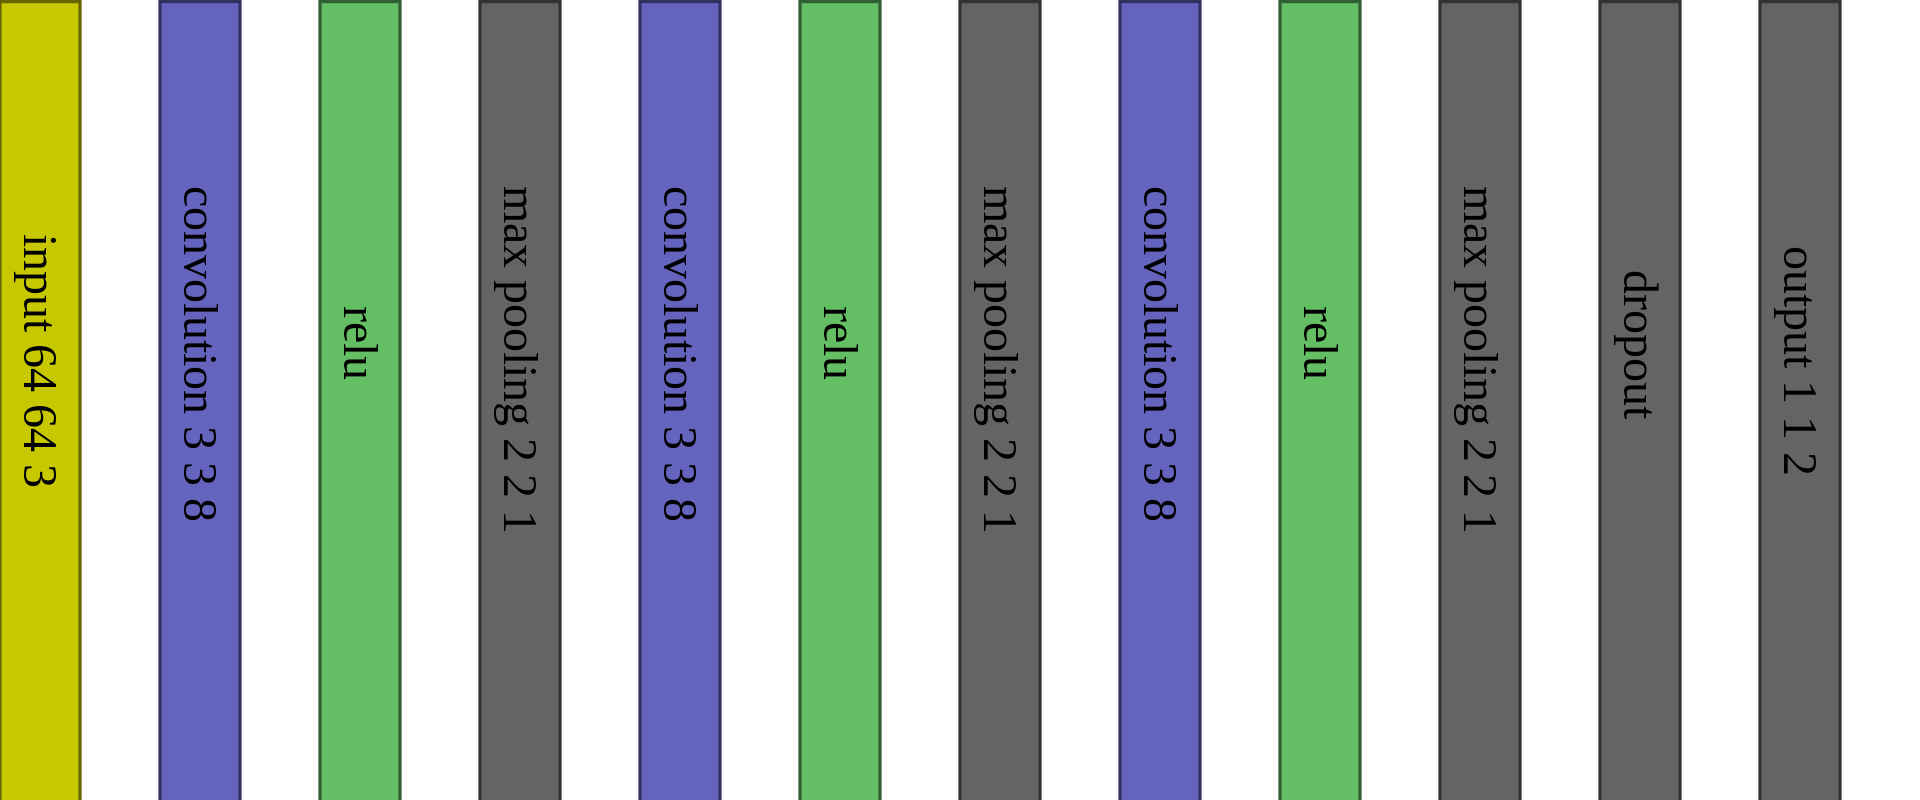 input 64 64 3
convolution 3 3 8
relu
max pooling 2 2 1
convolution 3 3 8
relu
max pooling 2 2 1
convolution 3 3 8
relu
max pooling 2 2 1
dropout
output 1 1 2